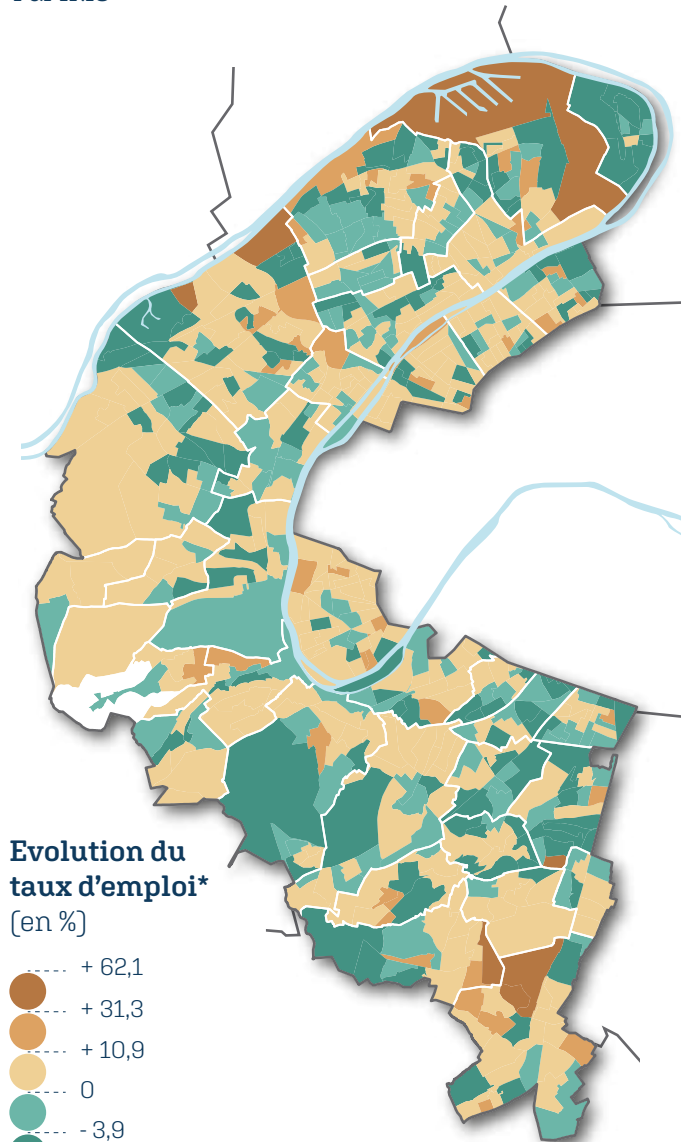 Evolution du
taux d'emploi*
(en %)
+ 62,1
+ 31,3
+ 10,9
0
- 3,9